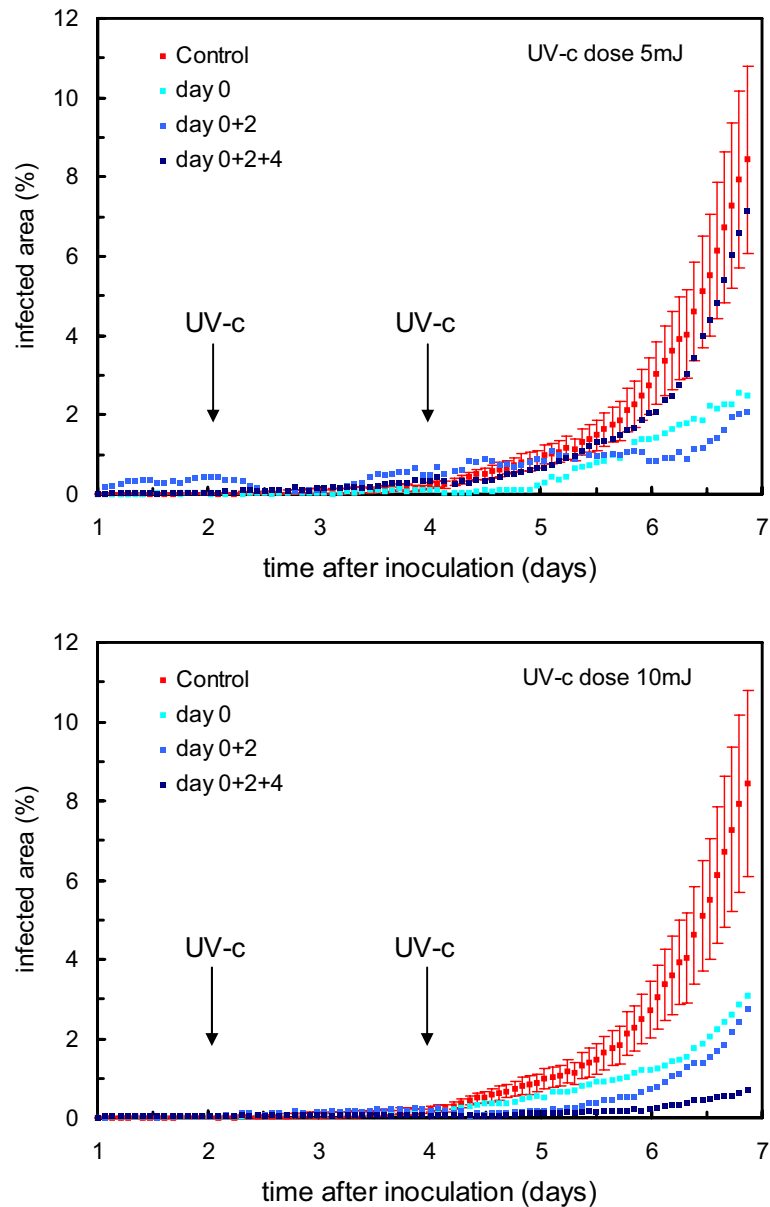 12
10
8
6
4
2
0
infected area (%)
Control
day 0
day 0+2
day 0+2+4
UV-c dose 5mJ
UV-c
UV-c
1 2 3 4 5 6 7
time after inoculation (days)
12
10
8
6
4
2
0
infected area (%)
Control
day 0
day 0+2
day 0+2+4
UV-c dose 10mJ
UV-c
UV-c
1 2 3 4 5 6 7
time after inoculation (days)